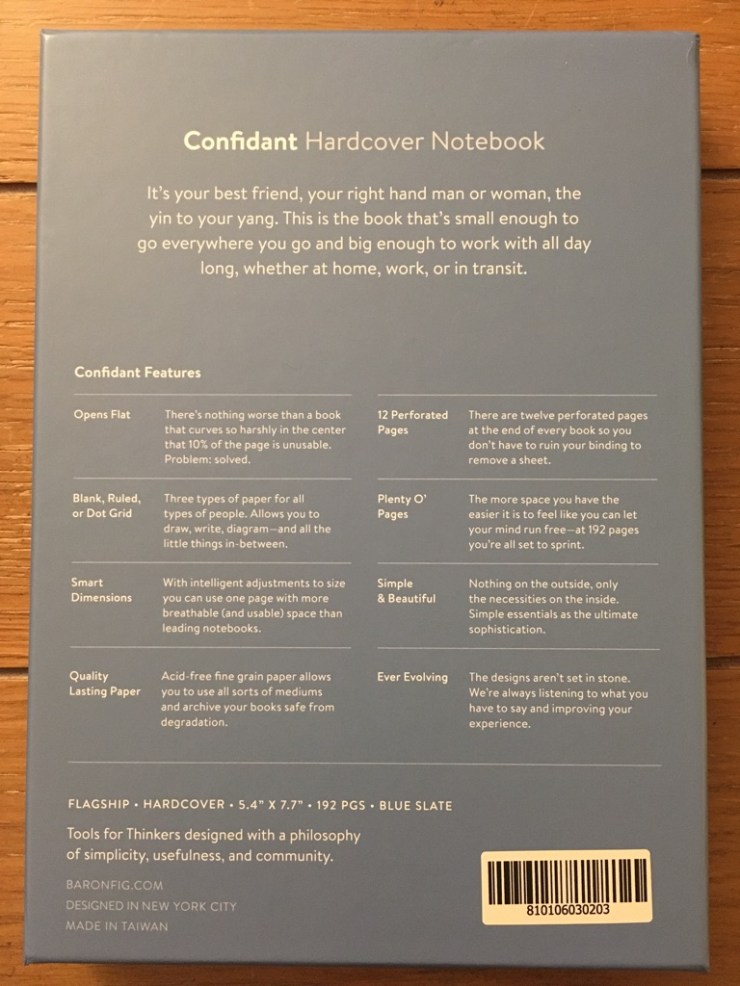 Confidant Hardcover Notebook
It's your best friend, your right hand man or woman, the
yin to your yang. This is the book that's small enough to
go everywhere you go and big enough to work with all day
long, whether at home, work, or in transit.
Confidant Features
Opens Flat
There's nothing worse than a book
that curves so harshly in the center
that 10% of the page is unusable.
Problem: solved.
12 Perforated
Pages
There are twelve perforated pages
at the end of every book so you
don't have to ruin your binding to
remove a sheet.
Blank, Ruled,
or Dot Grid
Three types of paper for all
types of people. Allows you to
draw, write, diagram—and all the
little things in-between.
Plenty O'
Pages
The more space you have the
easier it is to feel like you can let
your mind run free—at 192 pages
you're all set to sprint.
Smart
Dimensions
With intelligent adjustments to size
you can use one page with more
breathable (and usable) space than
leading notebooks.
Simple
& Beautiful
Nothing on the outside, only
the necessities on the inside.
Simple essentials as the ultimate
sophistication.
Quality
Lasting Paper
Acid-free fine grain paper allows
you to use all sorts of mediums
and archive your books safe from
degradation.
Ever Evolving
The designs aren't set in stone.
We're always listening to what you
have to say and improving your
experience.
FLAGSHIP • HARDCOVER • 5.4" X 7.7" • 192 PGS • BLUE SLATE
Tools for Thinkers designed with a philosophy
of simplicity, usefulness, and community.
BARONFIG.COM
DESIGNED IN NEW YORK CITY
MADE IN TAIWAN
810106030203